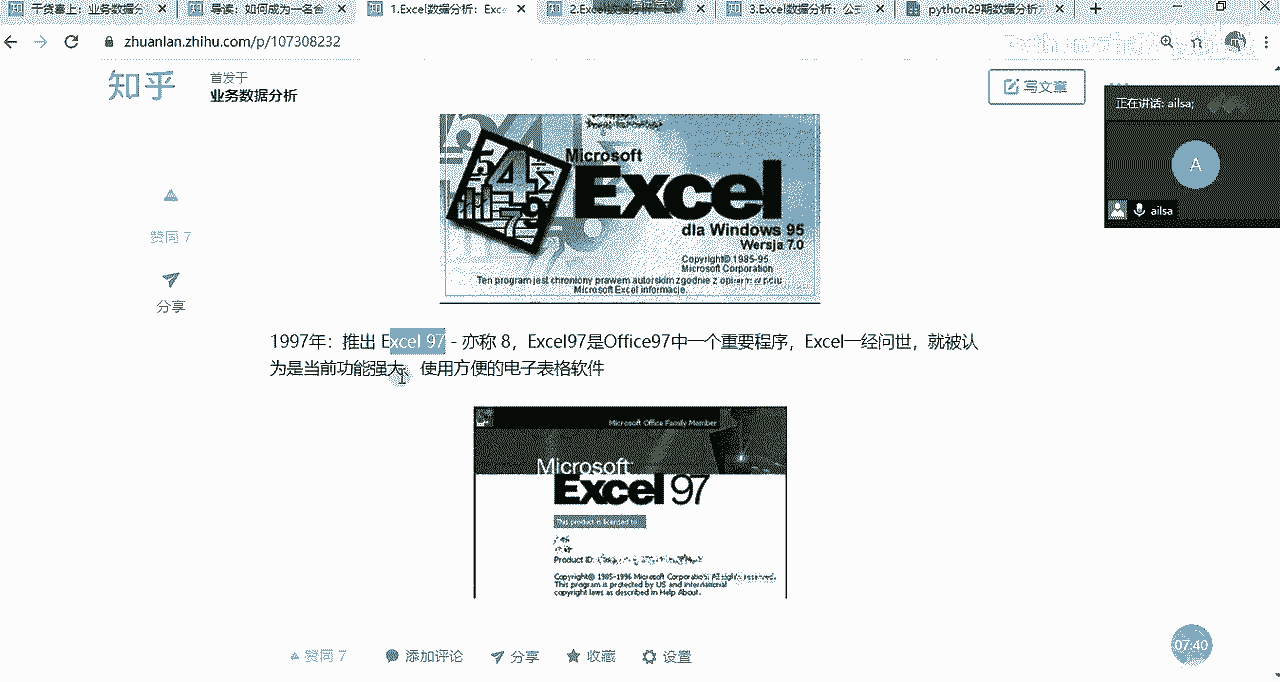 干货塞上：业务数据分
导读：如何成为一名合
1.Excel数据分析：Exce
2.Excel数据分析
3.Excel数据分析：公式
python29期数据分析
zhuanlan.zhihu.com/p/107308232
知乎
首发于
业务数据分析
写文章
正在讲话: ailsa;
A
ailsa
Microsoft
Excel
dla Windows 95
Wersja 7.0
Copyright© 1985-95
Microsoft Corporation
Ten program jest chroniony prawem autorskim zgodnie z opisem w oknie
Microsoft Excel informacje.
赞同 7
分享
1997年：推出 Excel 97 - 亦称 8，Excel97是Office97中一个重要程序，Excel一经问世，就被认
为是当前功能强大、使用方便的电子表格软件
Microsoft Office Family Member
Microsoft
Excel 97
This product is licensed to:
Product ID:
Copyright© 1985-1996 Microsoft Corporation. All rights reserved.
This program is protected by US and international
copyright laws as described in Help About.
赞同 7
添加评论
分享
收藏
设置
07:40